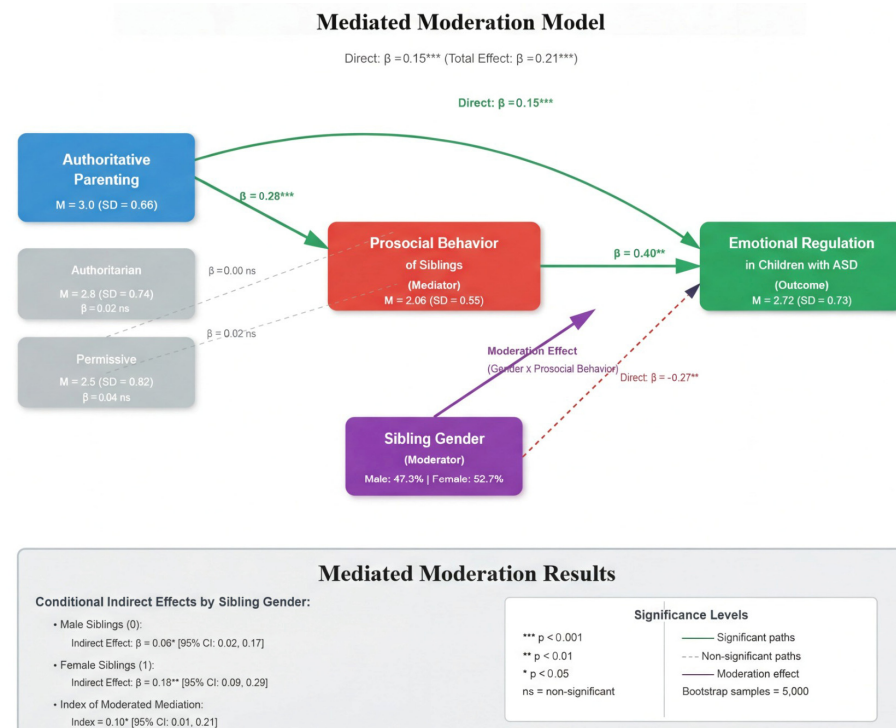 Mediated Moderation Model
Direct: β =0.15*** (Total Effect: β =0.21***)
Direct: β =0.15***
Authoritative
Parenting
M = 3.0 (SD = 0.66)
β = 0.28***
Prosocial Behavior
of Siblings
(Mediator)
M = 2.06 (SD = 0.55)
β = 0.40**
Emotional Regulation
in Children with ASD
(Outcome)
M = 2.72 (SD = 0.73)
Authoritarian
M = 2.8 (SD = 0.74)
β = 0.02 ns
β = 0.00 ns
Permissive
M = 2.5 (SD = 0.82)
β = 0.04 ns
β = 0.02 ns
Moderation Effect
(Gender x Prosocial Behavior)
Direct: β = -0.27**
Sibling Gender
(Moderator)
Male: 47.3% | Female: 52.7%
Mediated Moderation Results
Conditional Indirect Effects by Sibling Gender:
• Male Siblings (0):
Indirect Effect: β = 0.06* [95% CI: 0.02, 0.17]
• Female Siblings (1):
Indirect Effect: β = 0.18** [95% CI: 0.09, 0.29]
• Index of Moderated Mediation:
Index = 0.10* [95% CI: 0.01, 0.21]
Significance Levels
*** p < 0.001
** p < 0.01
* p < 0.05
ns = non-significant
Significant paths
Non-significant paths
Moderation effect
Bootstrap samples = 5,000